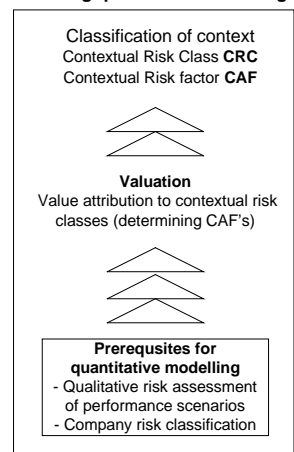 Classification of context
Contextual Risk Class CRC
Contextual Risk factor CAF
Valuation
Value attribution to contextual risk
classes (determining CAF's)
Prerequsites for
quantitative modelling
- Qualitative risk assessment
of performance scenarios
- Company risk classification